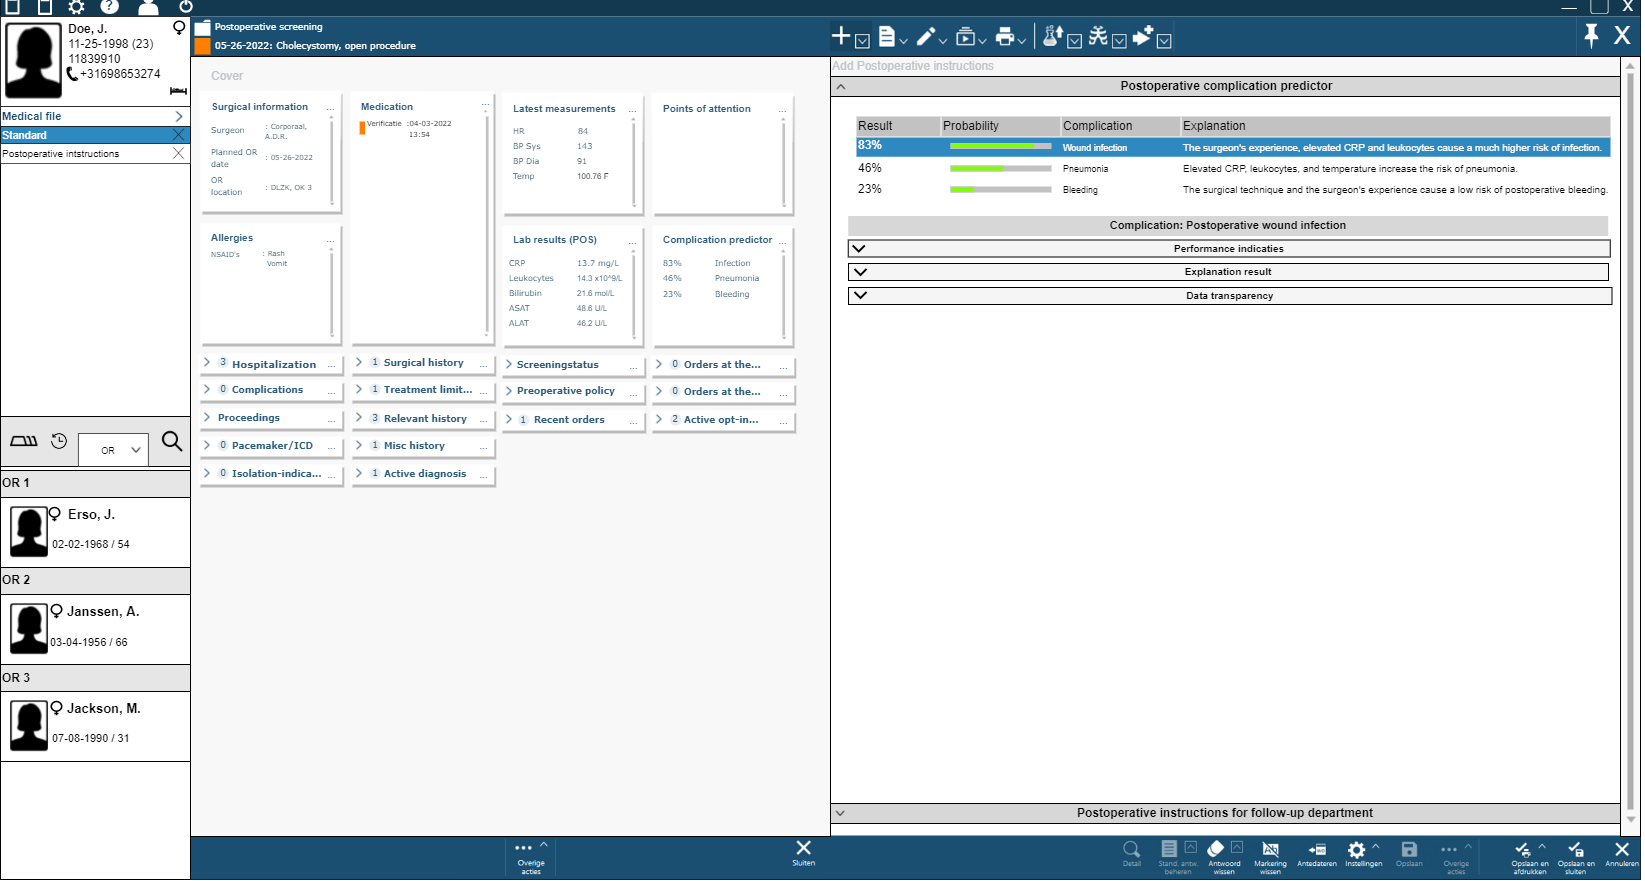 Doe, J.
11-25-1998 (23)
11839910
+31698653274
Medical file
Standard
Postoperative intstructions
OR
OR 1
Erso, J.
02-02-1968 / 54
OR 2
Janssen, A.
03-04-1956 / 66
OR 3
Jackson, M.
07-08-1990 / 31
Postoperative screening
05-26-2022: Cholecystomy, open procedure
Cover
Surgical information ...
Surgeon : Corporaal, A.D.R.
Planned OR date : 05-26-2022
OR location : DLZK, OK 3
Medication ...
Verificatie :04-03-2022
13:54
Latest measurements ...
HR 84
BP Sys 143
BP Dia 91
Temp 100.76 F
Points of attention ...
Allergies ...
NSAID's : Rash
Vomit
Lab results (POS) ...
CRP 13.7 mg/L
Leukocytes 14.3 x10^9/L
Bilirubin 21.6 mol/L
ASAT 48.6 U/L
ALAT 46.2 U/L
Complication predictor ...
83% Infection
46% Pneumonia
23% Bleeding
3 Hospitalization ...
1 Surgical history ...
Screeningstatus ...
0 Orders at the... ...
0 Complications ...
1 Treatment limit... ...
Preoperative policy ...
0 Orders at the... ...
Proceedings ...
3 Relevant history ...
1 Recent orders ...
2 Active opt-in... ...
0 Pacemaker/ICD ...
1 Misc history ...
0 Isolation-indica... ...
1 Active diagnosis ...
Overige acties
Sluiten
Add Postoperative instructions
Postoperative complication predictor
Result Probability Complication Explanation
83% Wound infection The surgeon's experience, elevated CRP and leukocytes cause a much higher risk of infection.
46% Pneumonia Elevated CRP, leukocytes, and temperature increase the risk of pneumonia.
23% Bleeding The surgical technique and the surgeon's experience cause a low risk of postoperative bleeding.
Complication: Postoperative wound infection
Performance indicaties
Explanation result
Data transparency
Postoperative instructions for follow-up department
Detail
Stand. antw. beheren
Antwoord wissen
Markering wissen
Antedateren
Instellingen
Opslaan
Overige acties
Opslaan en afdrukken
Opslaan en sluiten
Annuleren